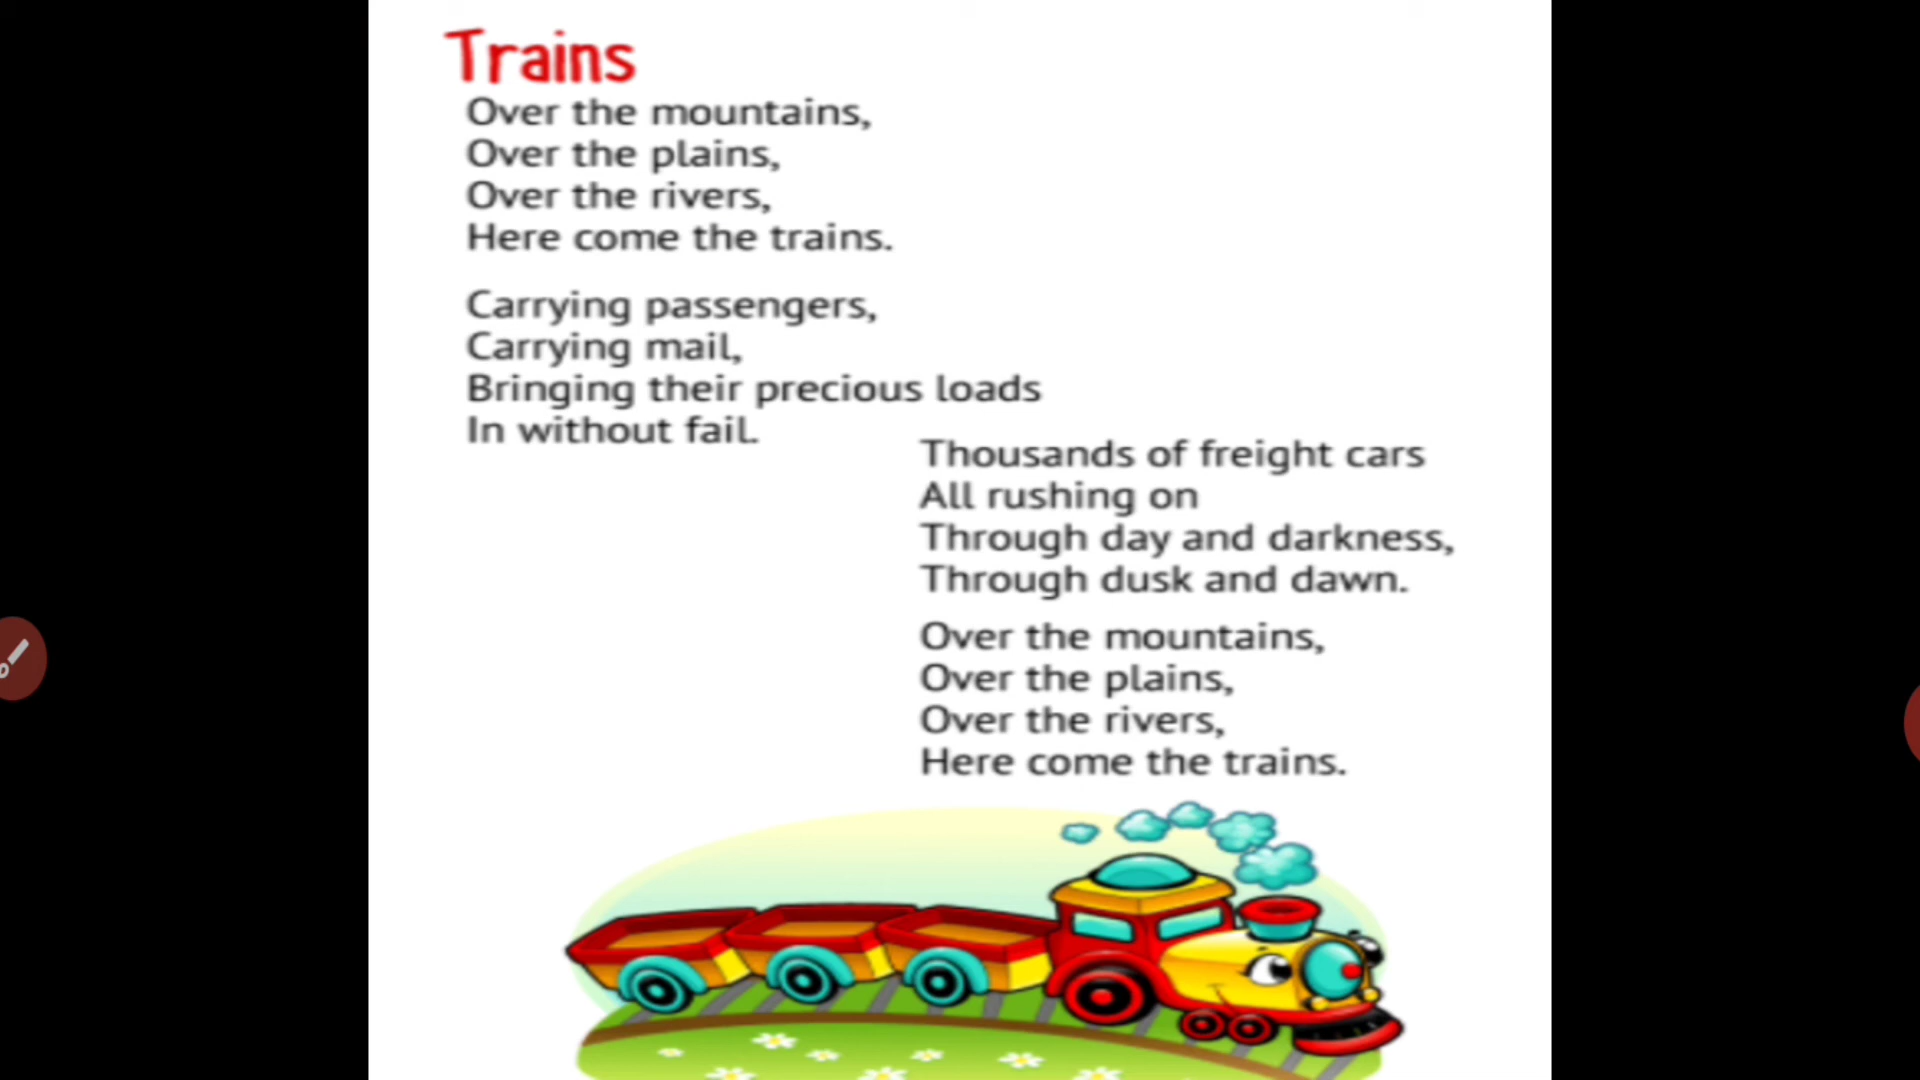 Trains
Over the mountains,
Over the plains,
Over the rivers,
Here come the trains.
Carrying passengers,
Carrying mail,
Bringing their precious loads
In without fail.
Thousands of freight cars
All rushing on
Through day and darkness,
Through dusk and dawn.
Over the mountains,
Over the plains,
Over the rivers,
Here come the trains.